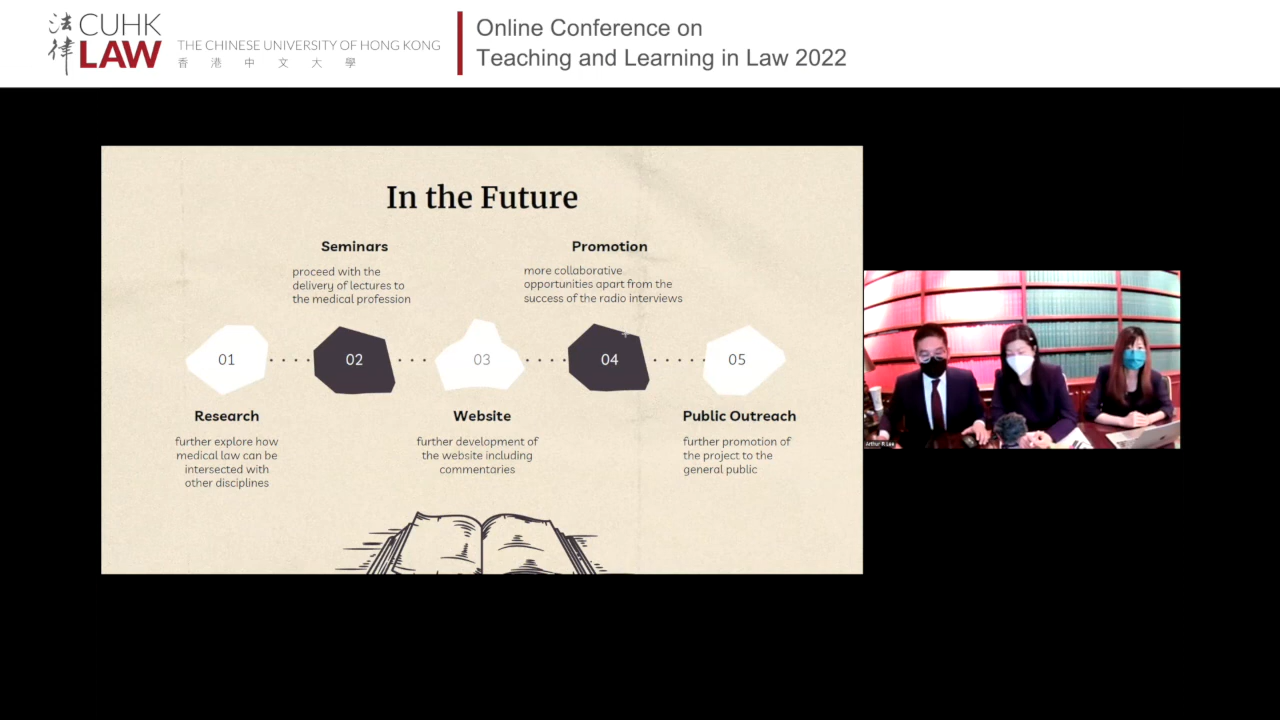 法律
CUHK
LAW
THE CHINESE UNIVERSITY OF HONG KONG
香港中文大學
Online Conference on
Teaching and Learning in Law 2022
In the Future
Seminars
proceed with the
delivery of lectures to
the medical profession
Promotion
more collaborative
opportunities apart from the
success of the radio interviews
01
02
03
04
05
Research
further explore how
medical law can be
intersected with
other disciplines
Website
further development of
the website including
commentaries
Public Outreach
further promotion of
the project to the
general public
Arthur R Lee